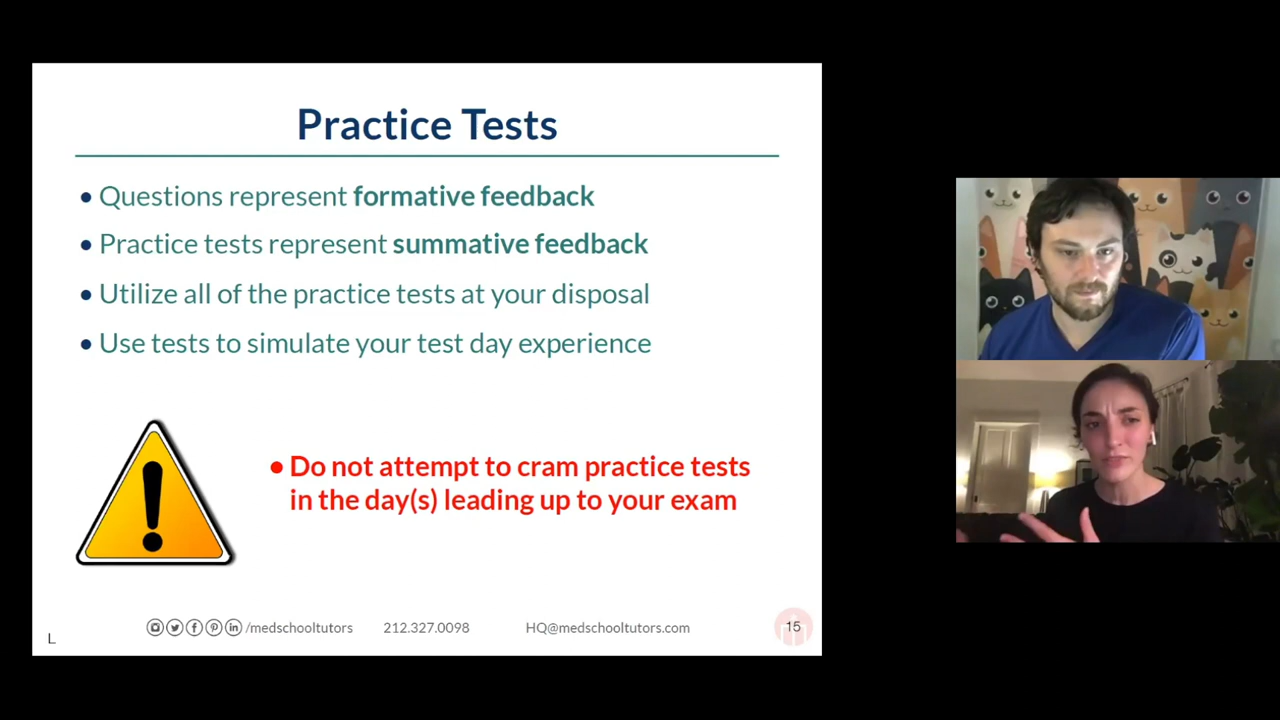 Practice Tests
• Questions represent formative feedback
• Practice tests represent summative feedback
• Utilize all of the practice tests at your disposal
• Use tests to simulate your test day experience
• Do not attempt to cram practice tests
in the day(s) leading up to your exam
/medschooltutors 212.327.0098 HQ@medschooltutors.com 15
L